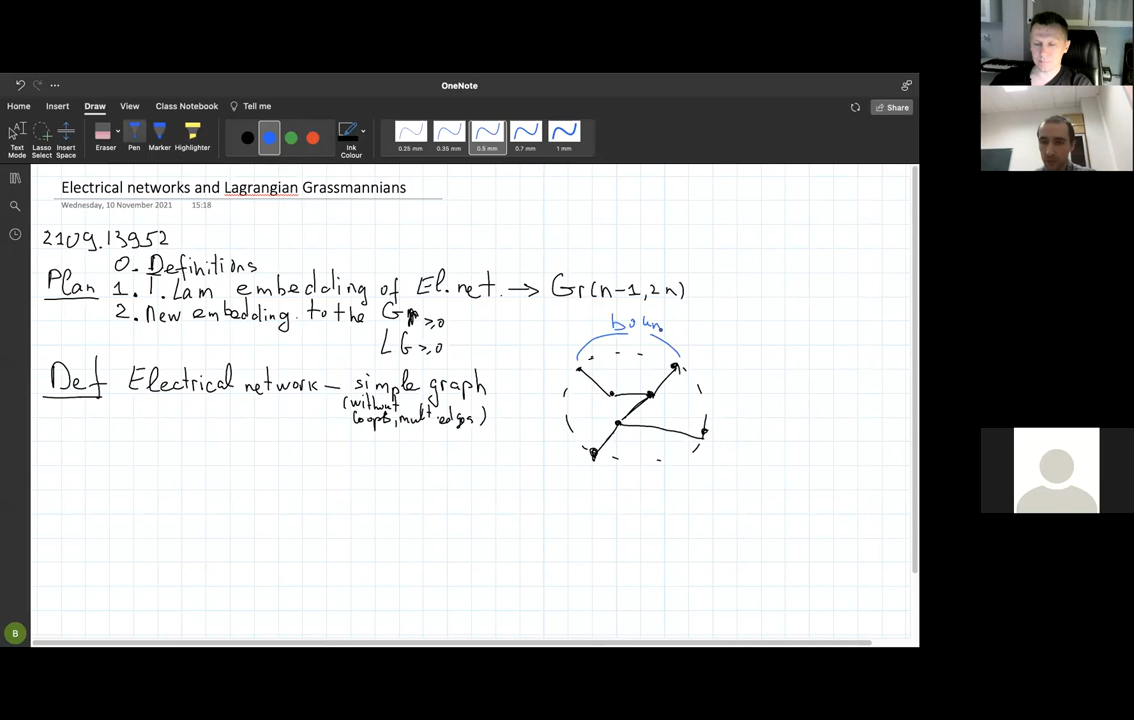 OneNote
Home Insert Draw View Class Notebook Tell me
Share
Text Mode
Lasso Select
Insert Space
Eraser
Pen
Marker
Highlighter
Ink Colour
0.25 mm
0.35 mm
0.5 mm
0.7 mm
1 mm
Electrical networks and Lagrangian Grassmannians
Wednesday, 10 November 2021 15:18
2109.13952
0. Definitions
Plan 1. T. Lam embedding of El. net. → Gr(n-1, 2n)
2. New embedding to the Gr ≥0
LG ≥0
boun
Def Electrical network – simple graph
(without
loops, mult. edges)
B